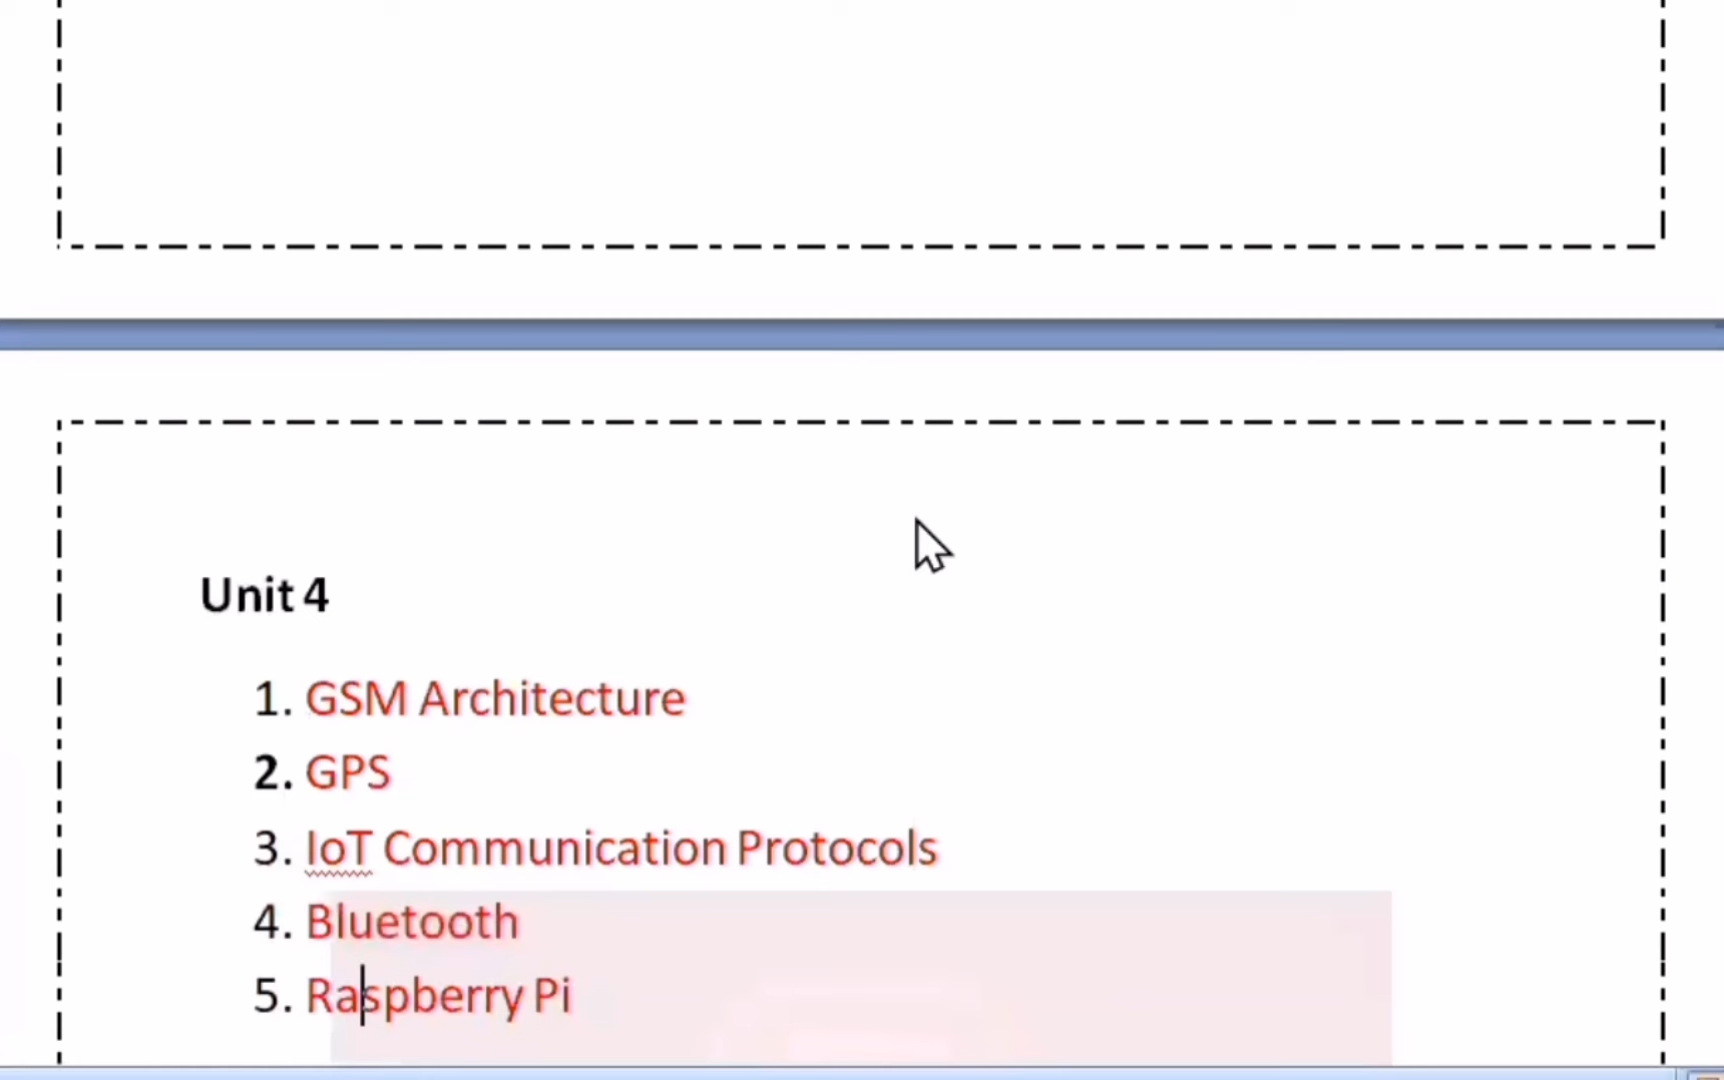 Unit 4
1. GSM Architecture
2. GPS
3. IoT Communication Protocols
4. Bluetooth
5. Raspberry Pi